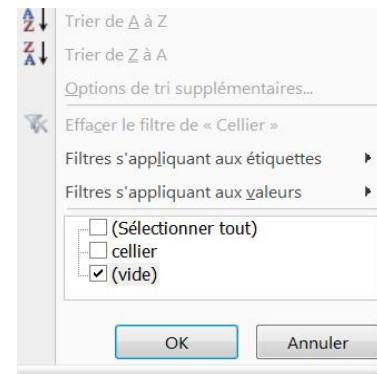 Trier de A à Z
Trier de Z à A
Options de tri supplémentaires...
Effacer le filtre de « Cellier »
Filtres s'appliquant aux étiquettes
Filtres s'appliquant aux valeurs
(Sélectionner tout)
cellier
(vide)
OK Annuler